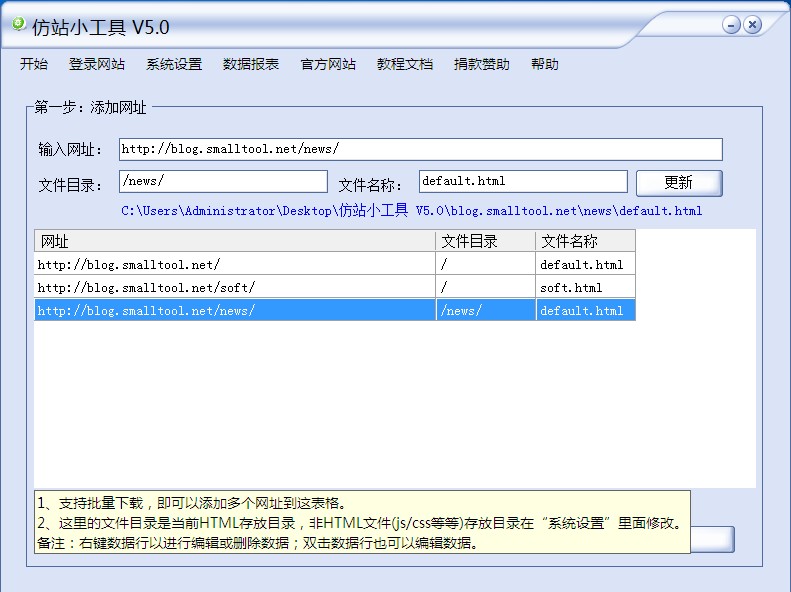 仿站小工具 V5.0
开始 登录网站 系统设置 数据报表 官方网站 教程文档 捐款赞助 帮助
第一步：添加网址
输入网址： http://blog.smalltool.net/news/
文件目录： /news/ 文件名称： default.html 更新
C:\Users\Administrator\Desktop\仿站小工具 V5.0\blog.smalltool.net\news\default.html
网址 文件目录 文件名称
http://blog.smalltool.net/ / default.html
http://blog.smalltool.net/soft/ / soft.html
http://blog.smalltool.net/news/ /news/ default.html
1、支持批量下载，即可以添加多个网址到这表格。
2、这里的文件目录是当前HTML存放目录，非HTML文件(js/css等等)存放目录在“系统设置”里面修改。
备注：右键数据行以进行编辑或删除数据；双击数据行也可以编辑数据。